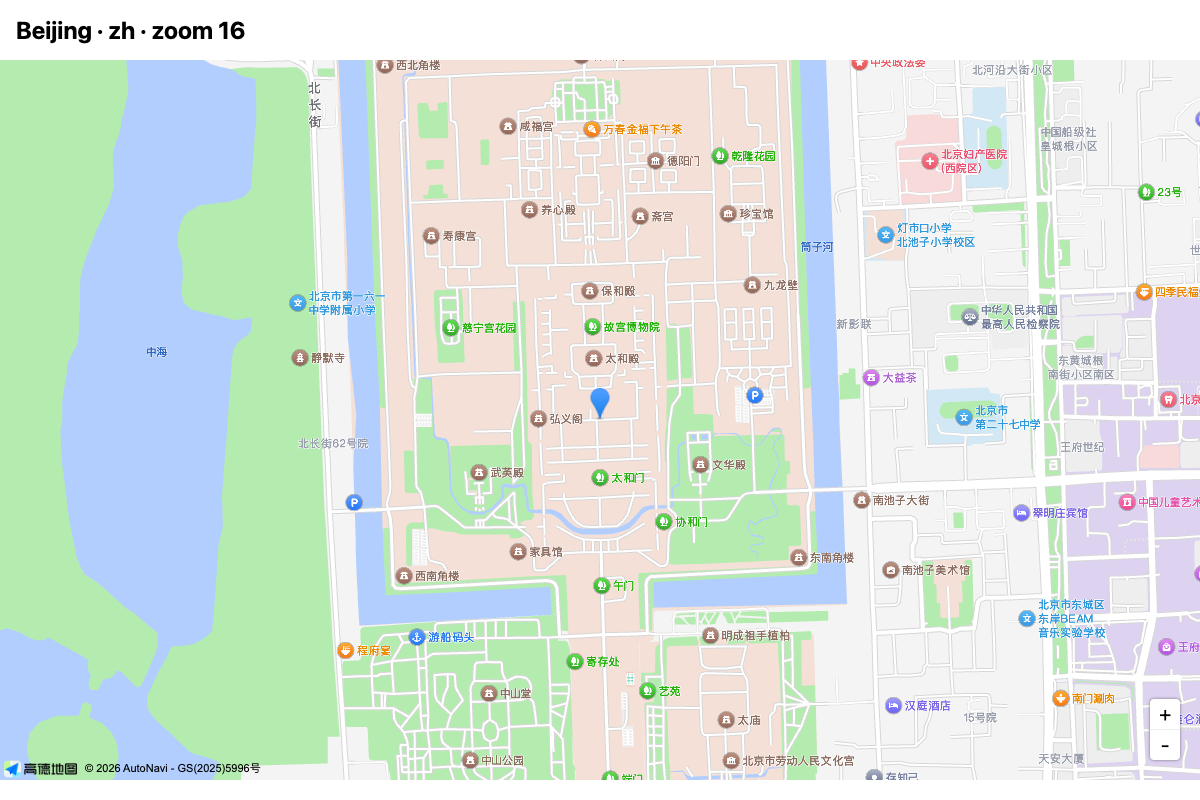 Beijing · zh · zoom 16
西北角楼
中央政法委
北河沿大街小区
北
长
街
咸福宫
万春金福下午茶
德阳门
乾隆花园
中国船级社
皇城根小区
北京妇产医院
(西院区)
23号
养心殿
斋宫
珍宝馆
寿康宫
灯市口小学
北池子小学校区
筒子河
保和殿
九龙壁
四季民福
北京市第一六一
中学附属小学
中华人民共和国
最高人民检察院
新影联
慈宁宫花园
故宫博物院
中海
静默寺
太和殿
东黄城根
南街小区南区
大益茶
P
北京
弘义阁
北京市
第二十七中学
北长街62号院
王府世纪
武英殿
文华殿
太和门
P
南池子大街
中国儿童艺术
翠明庄宾馆
协和门
家具馆
东南角楼
西南角楼
南池子美术馆
午门
北京市东城区
东岸BEAM
音乐实验学校
游船码头
明成祖手植柏
程府宴
寄存处
王府
中山堂
艺苑
南门涮肉
汉庭酒店
15号院
太庙
+
-
中山公园
北京市劳动人民文化宫
天安大厦
高德地图 © 2026 AutoNavi - GS(2025)5996号
端门
存知己